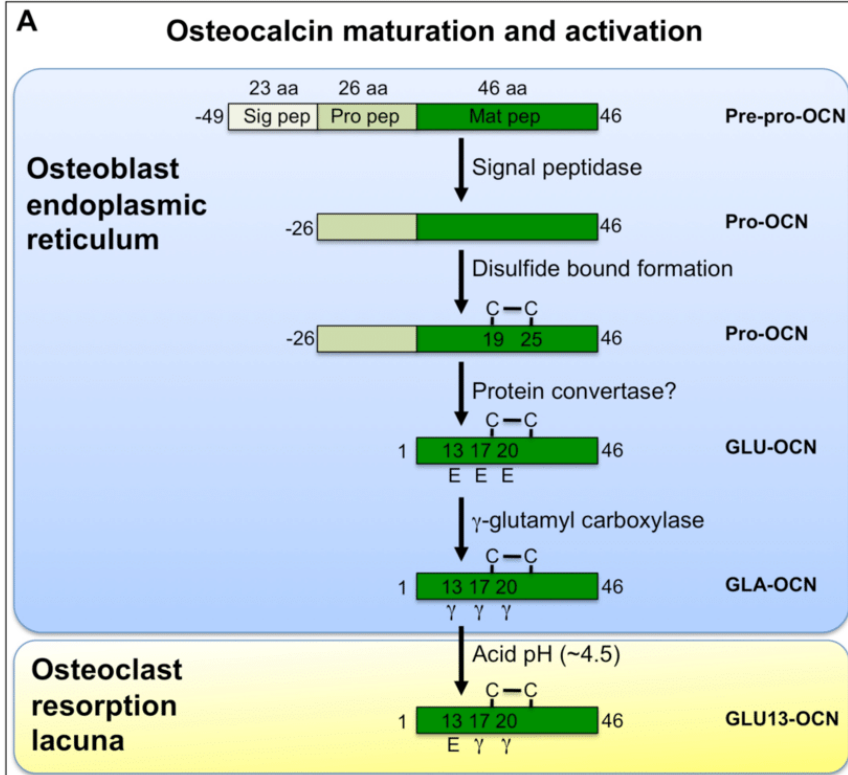 A
Osteocalcin maturation and activation
23 aa 26 aa 46 aa
-49 Sig pep Pro pep Mat pep 46 Pre-pro-OCN
Signal peptidase
Osteoblast
endoplasmic
reticulum
-26 46 Pro-OCN
Disulfide bound formation
C C
-26 19 25 46 Pro-OCN
Protein convertase?
C C
1 13 17 20 46 GLU-OCN
E E E
γ-glutamyl carboxylase
C C
1 13 17 20 46 GLA-OCN
γ γ γ
Acid pH (~4.5)
Osteoclast
resorption
lacuna
C C
1 13 17 20 46 GLU13-OCN
E γ γ